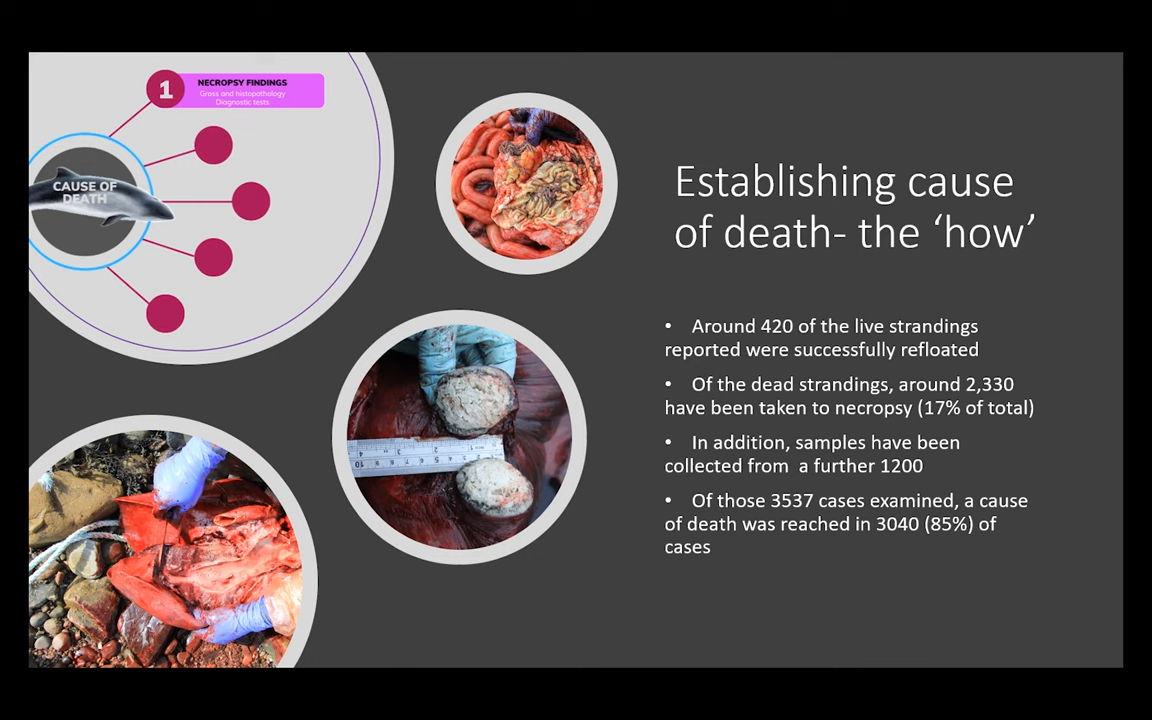 1
NECROPSY FINDINGS
Gross and histopathology
Diagnostic tests
CAUSE OF
DEATH
Establishing cause
of death- the ‘how’
• Around 420 of the live strandings
reported were successfully refloated
• Of the dead strandings, around 2,330
have been taken to necropsy (17% of total)
• In addition, samples have been
collected from a further 1200
• Of those 3537 cases examined, a cause
of death was reached in 3040 (85%) of
cases